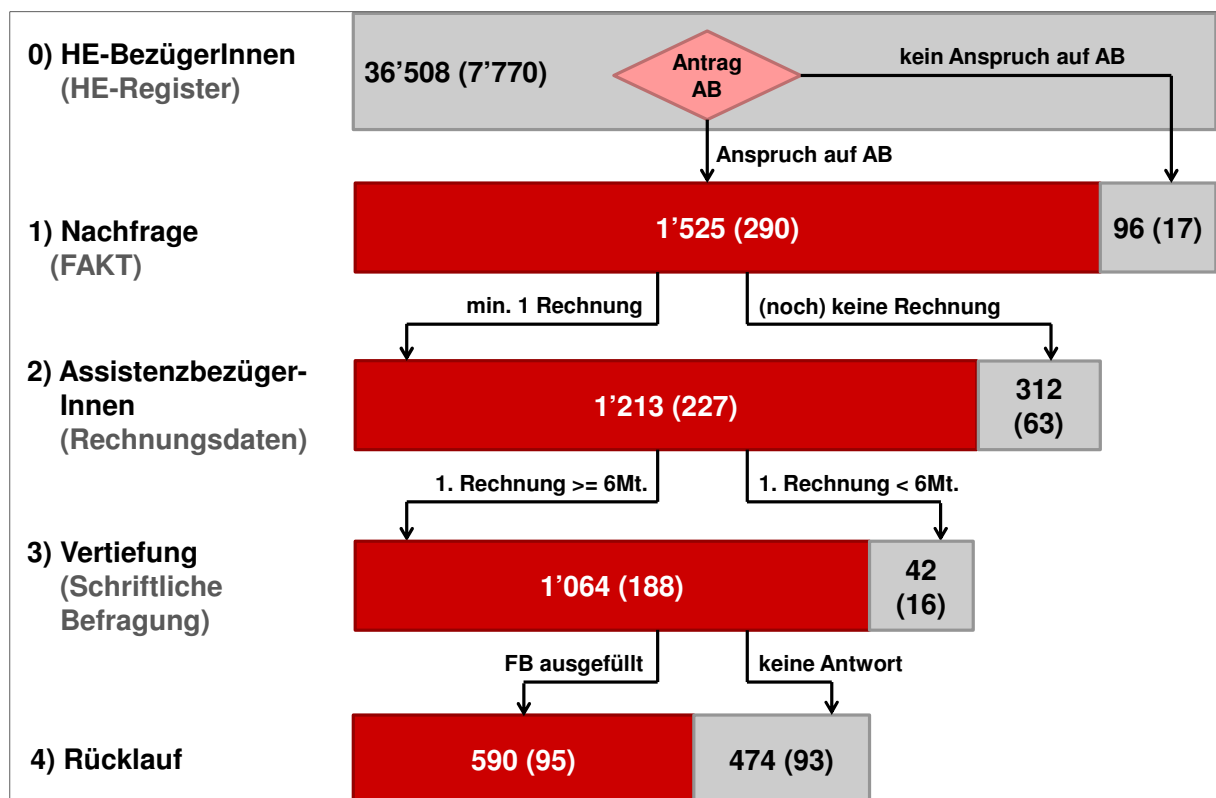 0) HE-BezügerInnen
(HE-Register)
36’508 (7’770)
Antrag
AB
kein Anspruch auf AB
Anspruch auf AB
1) Nachfrage
(FAKT)
1’525 (290)
96 (17)
min. 1 Rechnung
(noch) keine Rechnung
2) Assistenzbezüger-
Innen
(Rechnungsdaten)
1’213 (227)
312
(63)
1. Rechnung >= 6Mt.
1. Rechnung < 6Mt.
3) Vertiefung
(Schriftliche
Befragung)
1’064 (188)
42
(16)
FB ausgefüllt
keine Antwort
4) Rücklauf
590 (95)
474 (93)